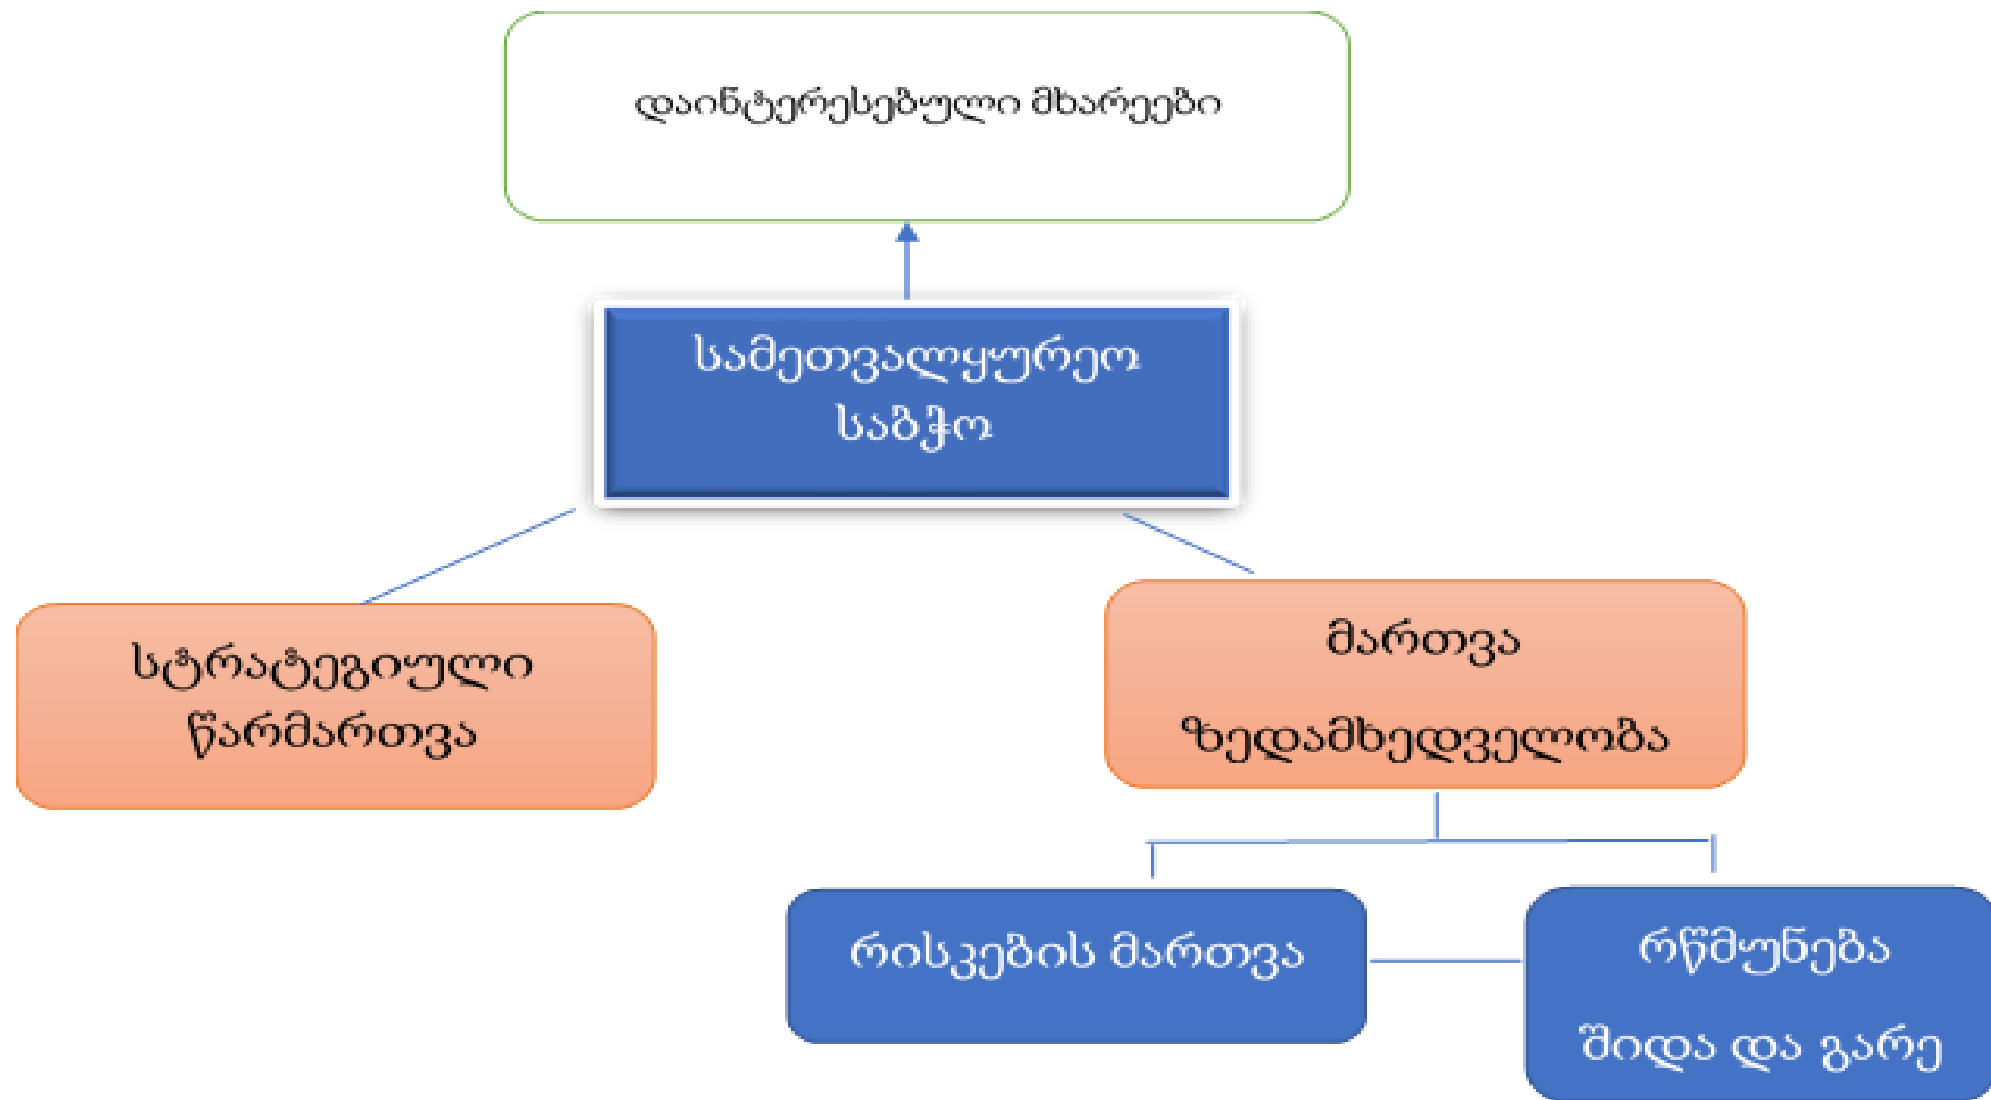 დაინტერესებული მხარეები
სამეთვალყურეო
საბჭო
სტრატეგიული
წარმართვა
მართვა
ზედამხედველობა
რისკების მართვა
რწმუნება
შიდა და გარე